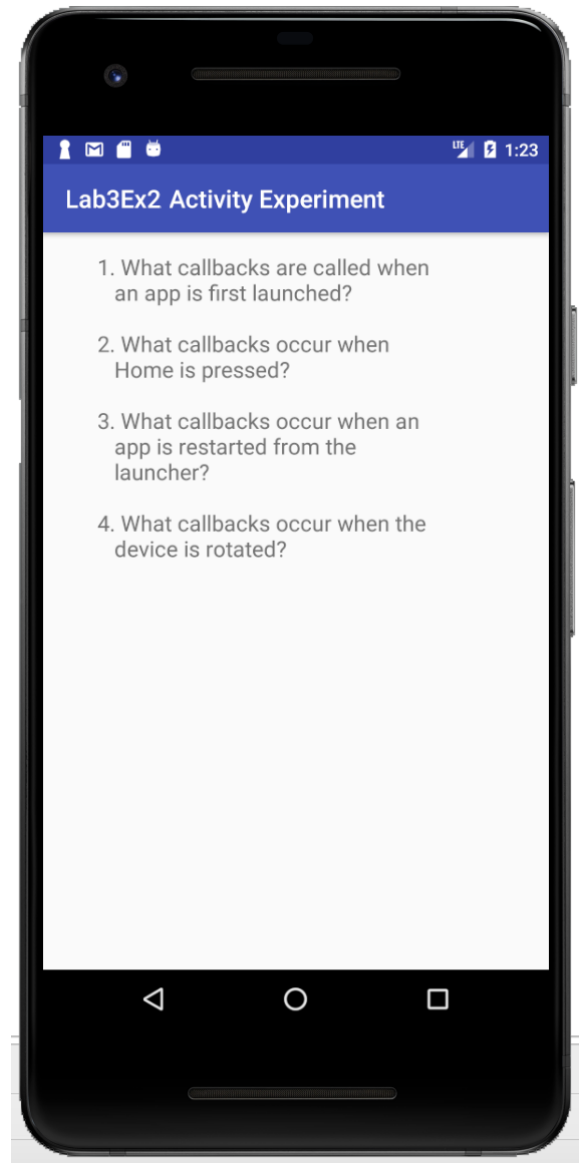 LTE 1:23
Lab3Ex2 Activity Experiment
1. What callbacks are called when
an app is first launched?
2. What callbacks occur when
Home is pressed?
3. What callbacks occur when an
app is restarted from the
launcher?
4. What callbacks occur when the
device is rotated?